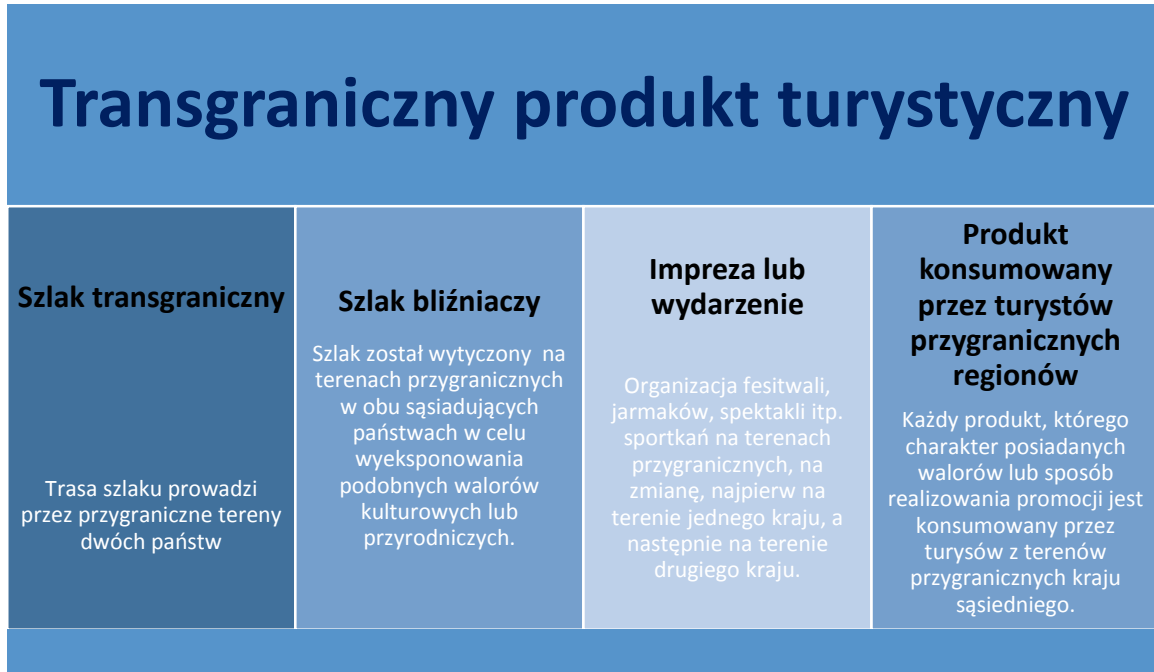 Transgraniczny produkt turystyczny
Szlak transgraniczny
Trasa szlaku prowadzi
przez przygraniczne tereny
dwóch państw
Szlak bliźniaczy
Szlak został wytyczony na
terenach przygranicznych
w obu sąsiadujących
państwach w celu
wyeksponowania
podobnych walorów
kulturowych lub
przyrodniczych.
Impreza lub
wydarzenie
Organizacja fesitwali,
jarmaków, spektakli itp.
sportkań na terenach
przygranicznych, na
zmianę, najpierw na
terenie jednego kraju, a
następnie na terenie
drugiego kraju.
Produkt
konsumowany
przez turystów
przygranicznych
regionów
Każdy produkt, którego
charakter posiadanych
walorów lub sposób
realizowania promocji jest
konsumowany przez
turysów z terenów
przygranicznych kraju
sąsiedniego.